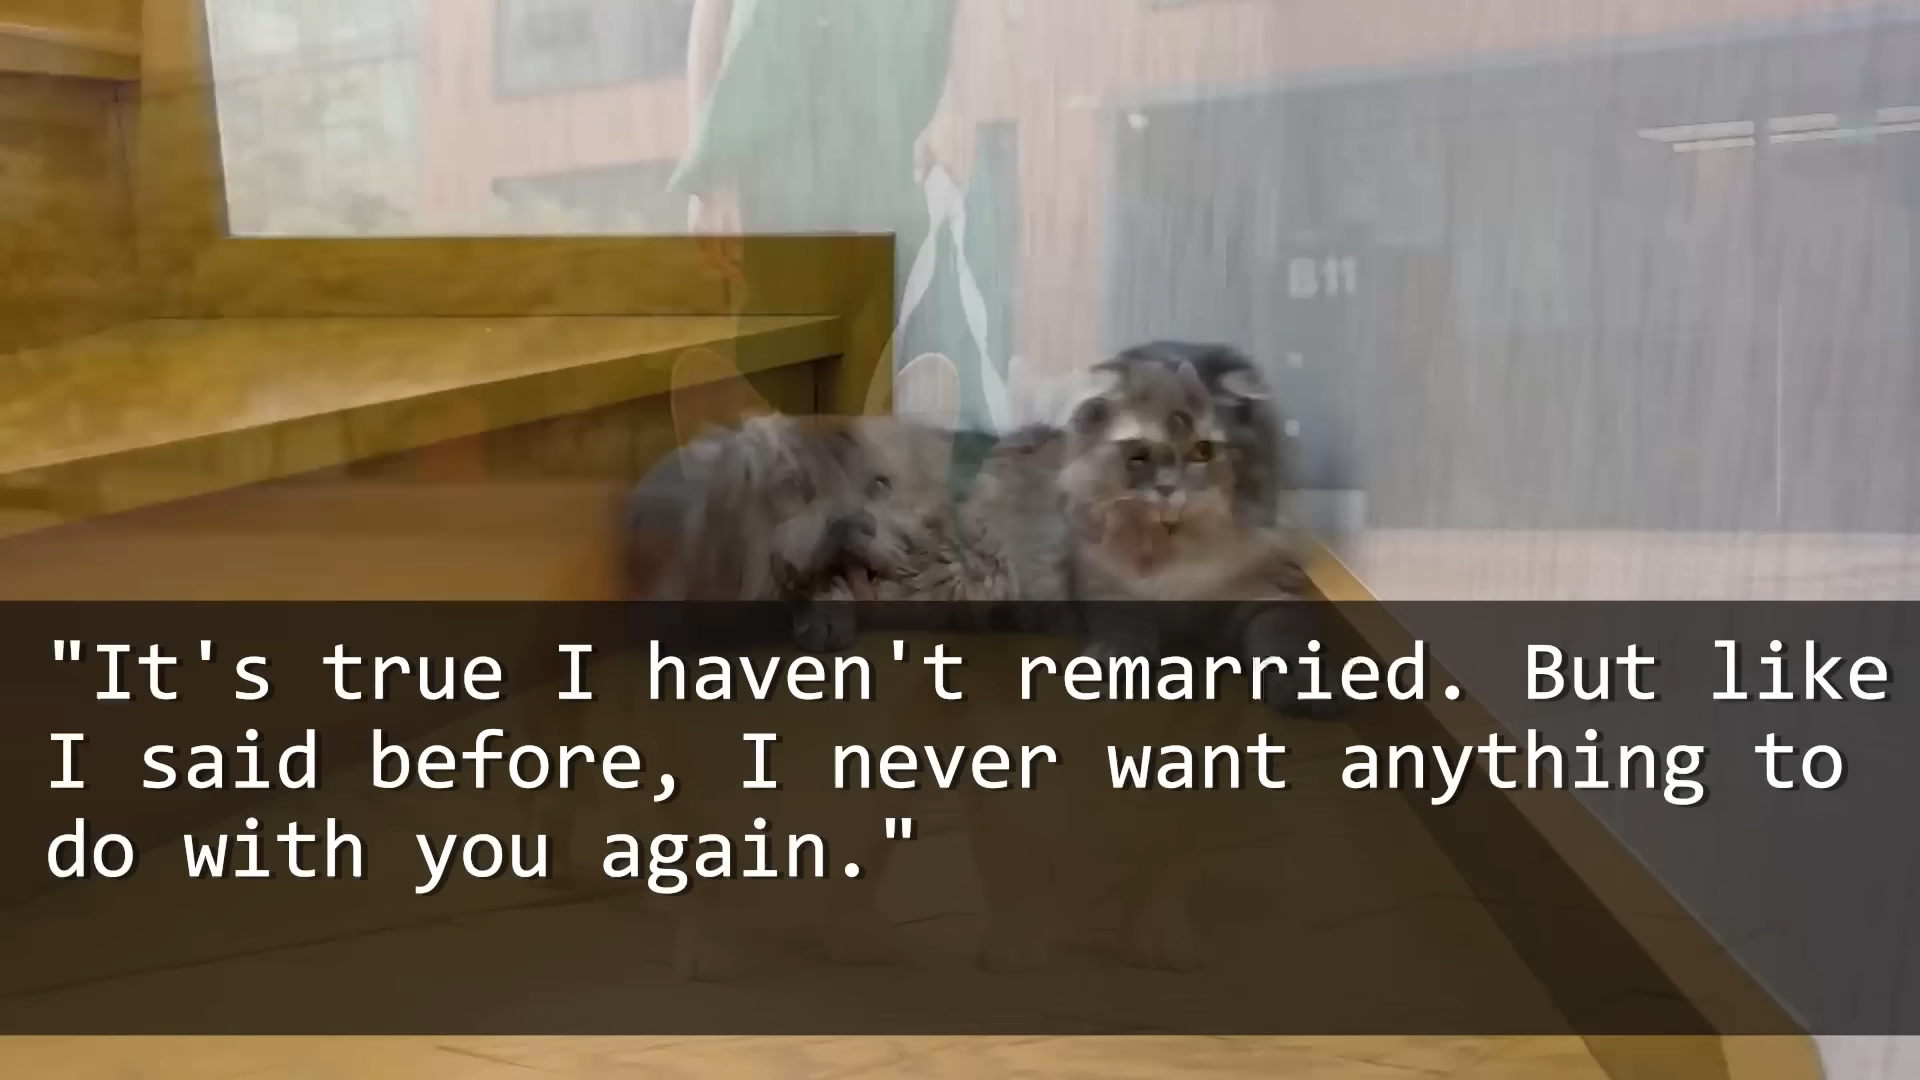 B11
"It's true I haven't remarried. But like
I said before, I never want anything to
do with you again."